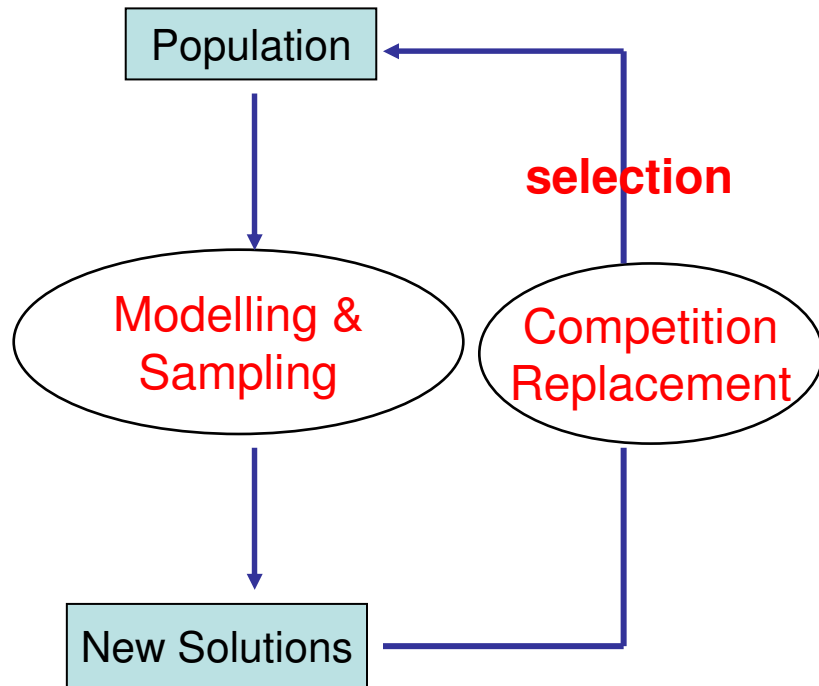 Population
selection
Modelling &
Sampling
Competition
Replacement
New Solutions